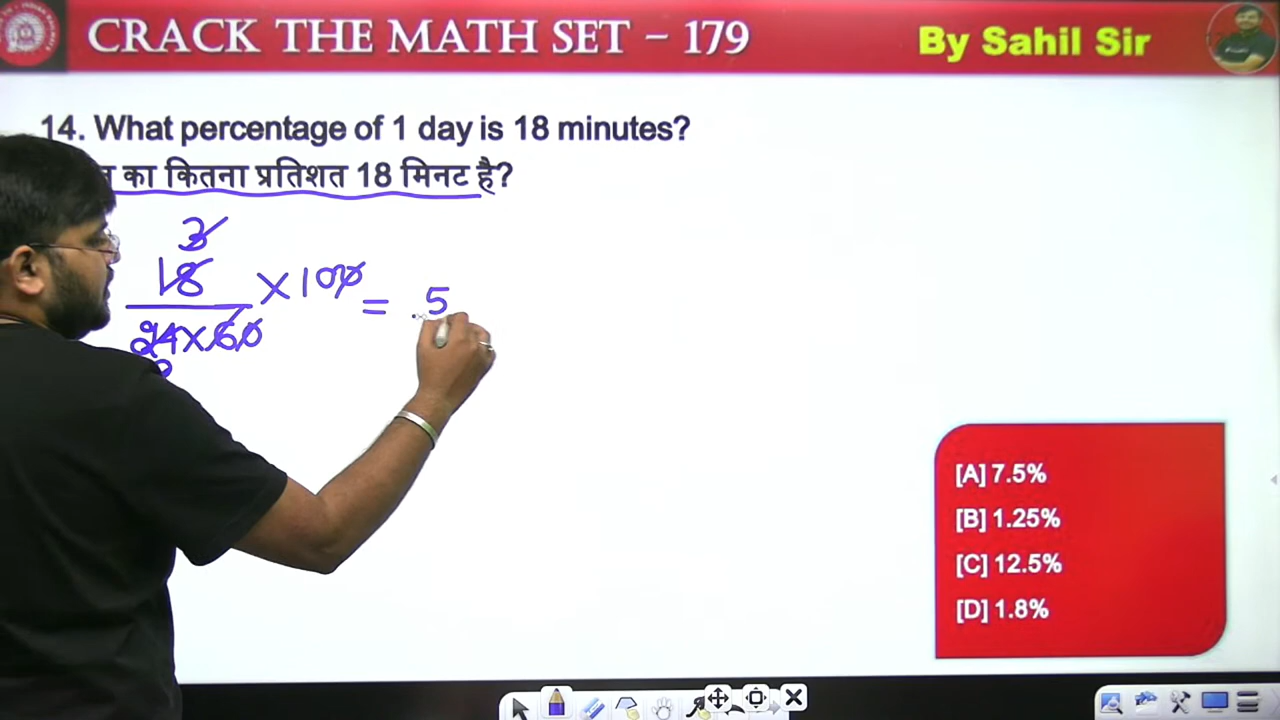 CRACK THE MATH SET – 179
By Sahil Sir
14. What percentage of 1 day is 18 minutes?
का कितना प्रतिशत 18 मिनट है?
3
18
24×60
×100
= 5
[A] 7.5%
[B] 1.25%
[C] 12.5%
[D] 1.8%